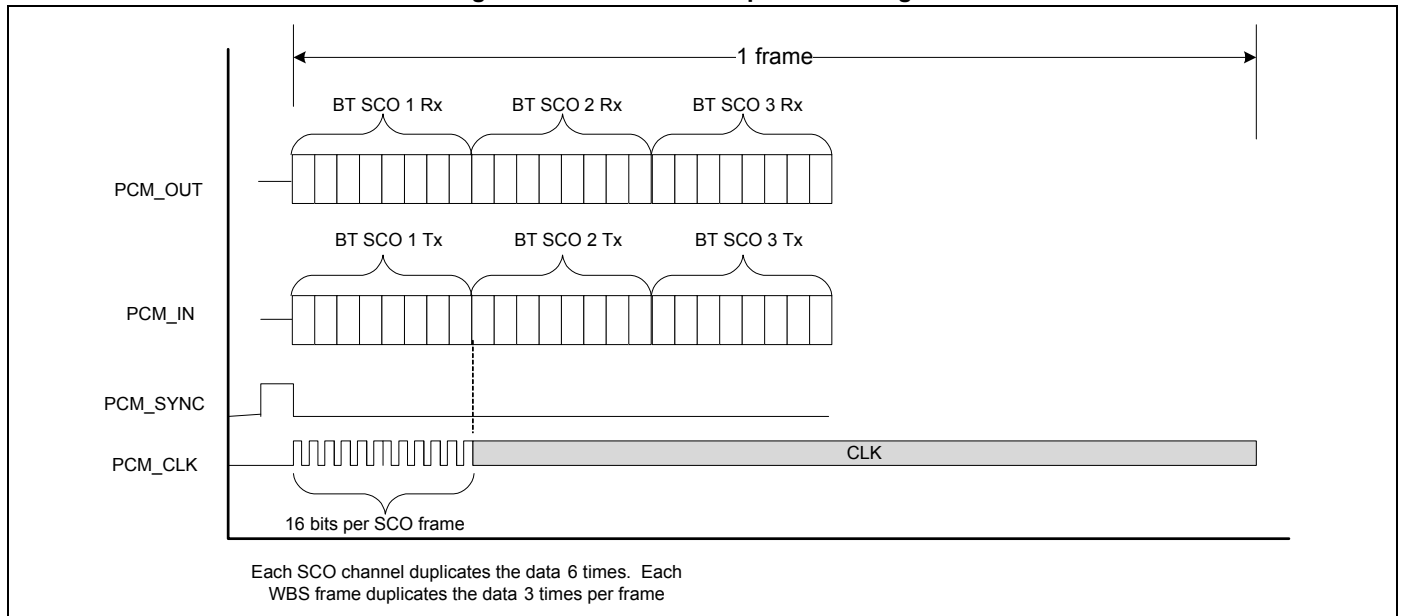 1 frame
BT SCO 1 Rx
BT SCO 2 Rx
BT SCO 3 Rx
PCM_OUT
BT SCO 1 Tx
BT SCO 2 Tx
BT SCO 3 Tx
PCM_IN
PCM_SYNC
PCM_CLK
CLK
16 bits per SCO frame
Each SCO channel duplicates the data 6 times. Each
WBS frame duplicates the data 3 times per frame